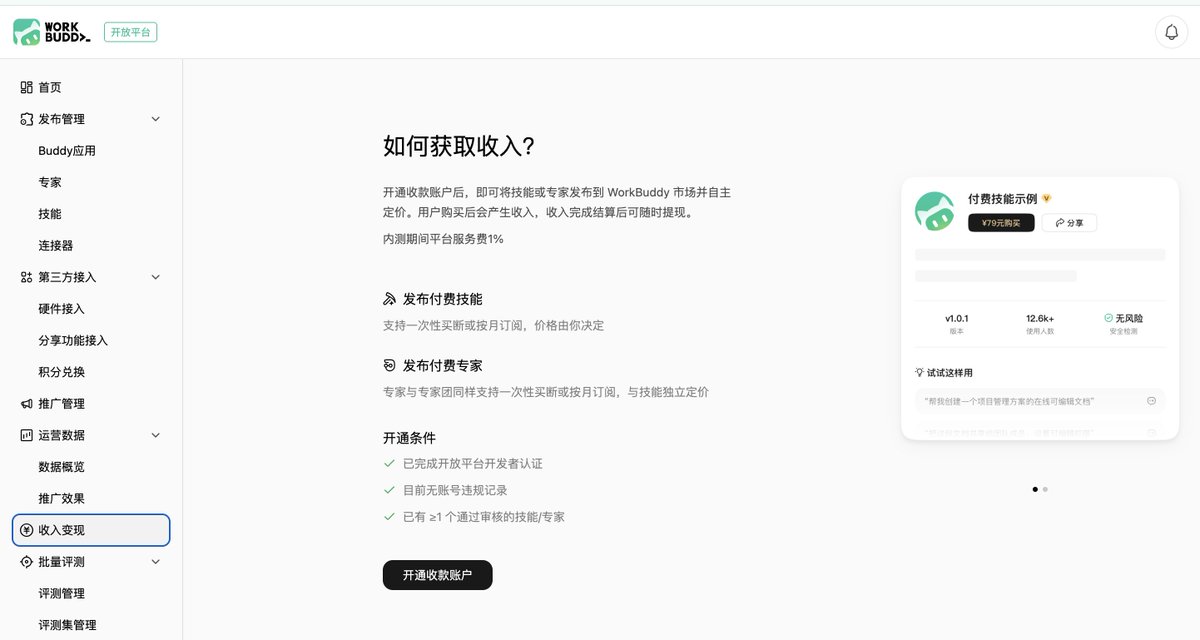 WORK
BUDD>_
开放平台
首页
发布管理
Buddy应用
专家
技能
连接器
第三方接入
硬件接入
分享功能接入
积分兑换
推广管理
运营数据
数据概览
推广效果
收入变现
批量评测
评测管理
评测集管理
如何获取收入?
开通收款账户后，即可将技能或专家发布到 WorkBuddy 市场并自主
定价。用户购买后会产生收入，收入完成结算后可随时提现。
内测期间平台服务费1%
发布付费技能
支持一次性买断或按月订阅，价格由你决定
发布付费专家
专家与专家团同样支持一次性买断或按月订阅，与技能独立定价
开通条件
已完成开放平台开发者认证
目前无账号违规记录
已有 ≥1 个通过审核的技能/专家
开通收款账户
付费技能示例
¥79元购买
分享
v1.0.1
版本
12.6k+
使用人数
无风险
安全检测
试试这样用
"帮我创建一个项目管理方案的在线可编辑文档"